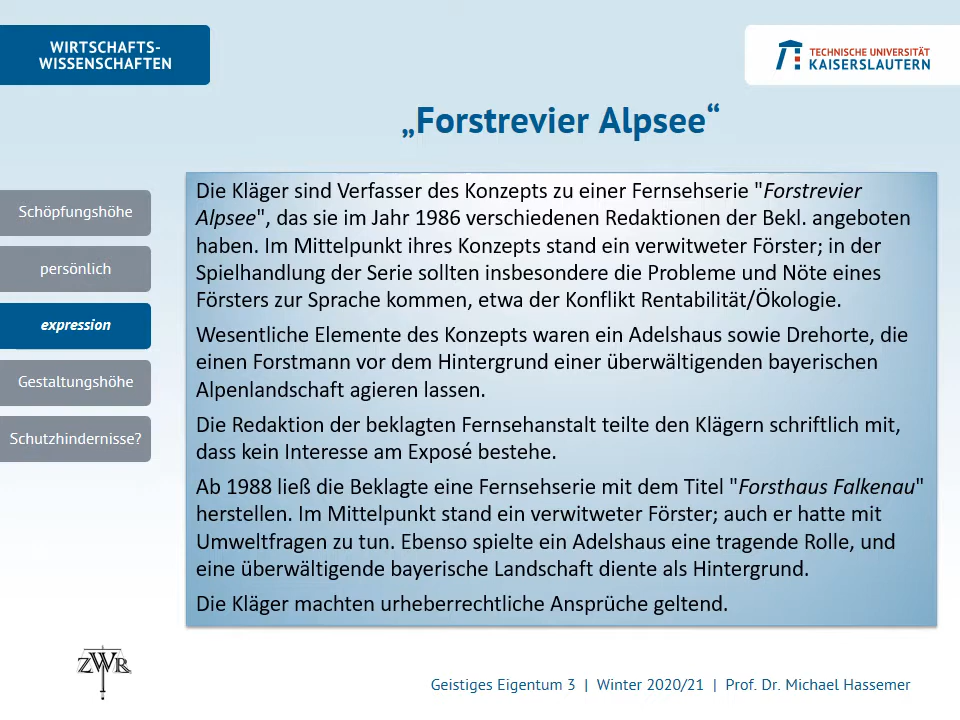 WIRTSCHAFTS-
WISSENSCHAFTEN
TECHNISCHE UNIVERSITÄT
KAISERSLAUTERN
„Forstrevier Alpsee“
Schöpfungshöhe
persönlich
expression
Gestaltungshöhe
Schutzhindernisse?
Die Kläger sind Verfasser des Konzepts zu einer Fernsehserie "Forstrevier
Alpsee", das sie im Jahr 1986 verschiedenen Redaktionen der Bekl. angeboten
haben. Im Mittelpunkt ihres Konzepts stand ein verwitweter Förster; in der
Spielhandlung der Serie sollten insbesondere die Probleme und Nöte eines
Försters zur Sprache kommen, etwa der Konflikt Rentabilität/Ökologie.
Wesentliche Elemente des Konzepts waren ein Adelshaus sowie Drehorte, die
einen Forstmann vor dem Hintergrund einer überwältigenden bayerischen
Alpenlandschaft agieren lassen.
Die Redaktion der beklagten Fernsehanstalt teilte den Klägern schriftlich mit,
dass kein Interesse am Exposé bestehe.
Ab 1988 ließ die Beklagte eine Fernsehserie mit dem Titel "Forsthaus Falkenau"
herstellen. Im Mittelpunkt stand ein verwitweter Förster; auch er hatte mit
Umweltfragen zu tun. Ebenso spielte ein Adelshaus eine tragende Rolle, und
eine überwältigende bayerische Landschaft diente als Hintergrund.
Die Kläger machten urheberrechtliche Ansprüche geltend.
ZWR
Geistiges Eigentum 3 | Winter 2020/21 | Prof. Dr. Michael Hassemer